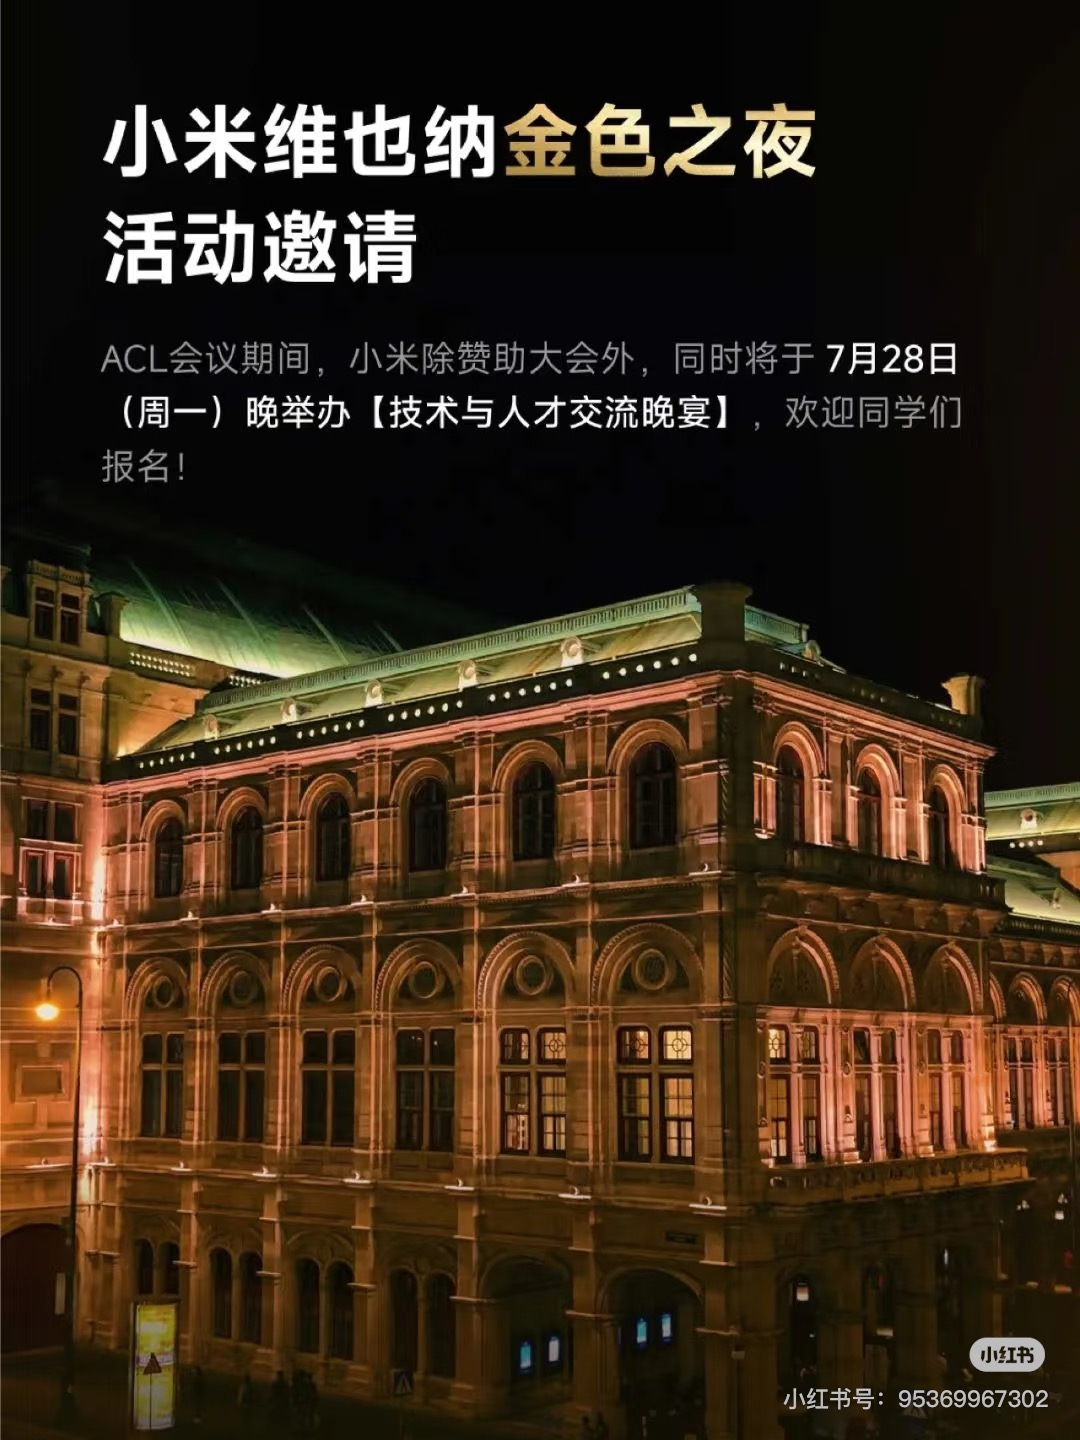 小米维也纳金色之夜
活动邀请
ACL会议期间，小米除赞助大会外，同时将于 7月28日
（周一）晚举办【技术与人才交流晚宴】，欢迎同学们
报名！
小红书
小红书号：95369967302